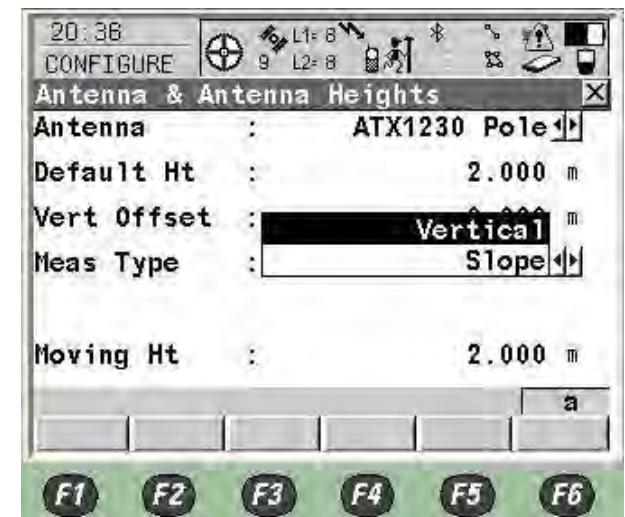 20:38
L1= 8
CONFIGURE 9 L2= 8
Antenna & Antenna Heights X
Antenna : ATX1230 Pole
Default Ht : 2.000 m
Vert Offset : m
Vertical
Meas Type : Slope
Moving Ht : 2.000 m
a
F1 F2 F3 F4 F5 F6